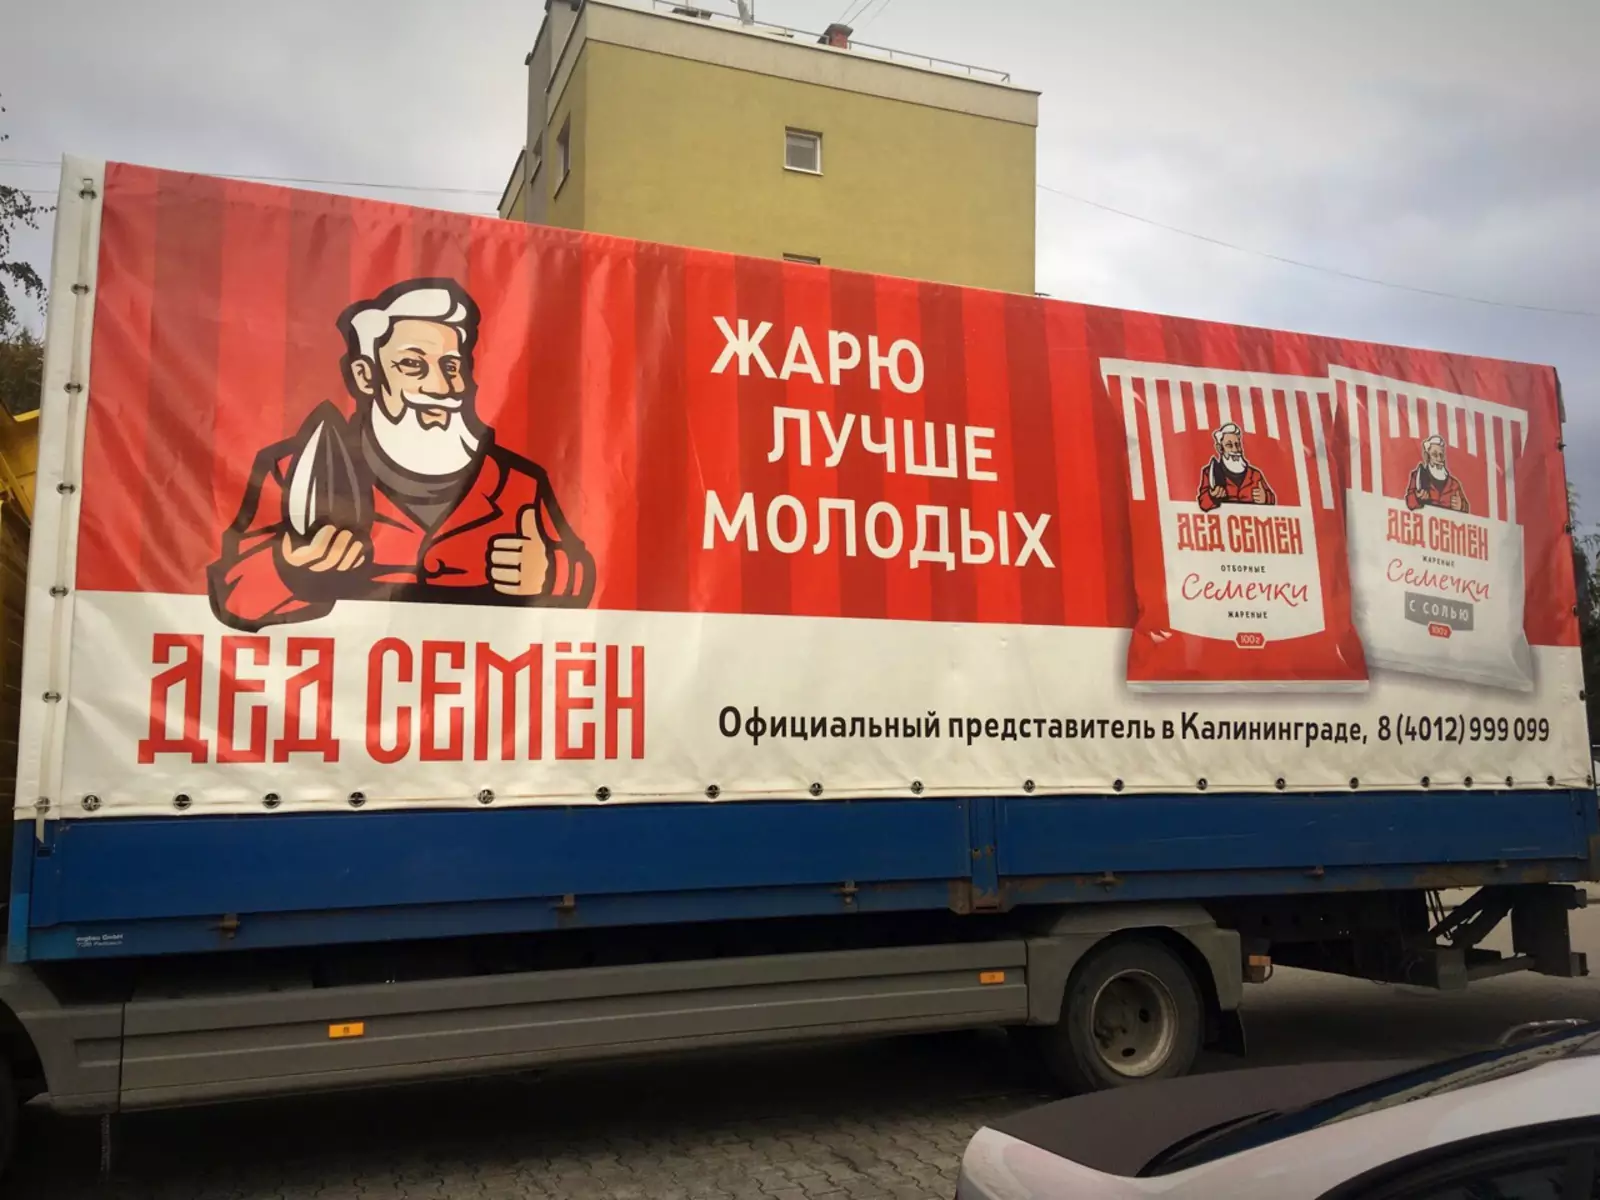 ЖАРЮ
ЛУЧШЕ
МОЛОДЫХ
ДЕД СЕМЁН
ДЕД СЕМЁН
ОТБОРНЫЕ
Семечки
ЖАРЕНЫЕ
100 г
ДЕД СЕМЁН
ЖАРЕНЫЕ
Семечки
С СОЛЬЮ
100 г
Официальный представитель в Калининграде, 8 (4012) 999 099